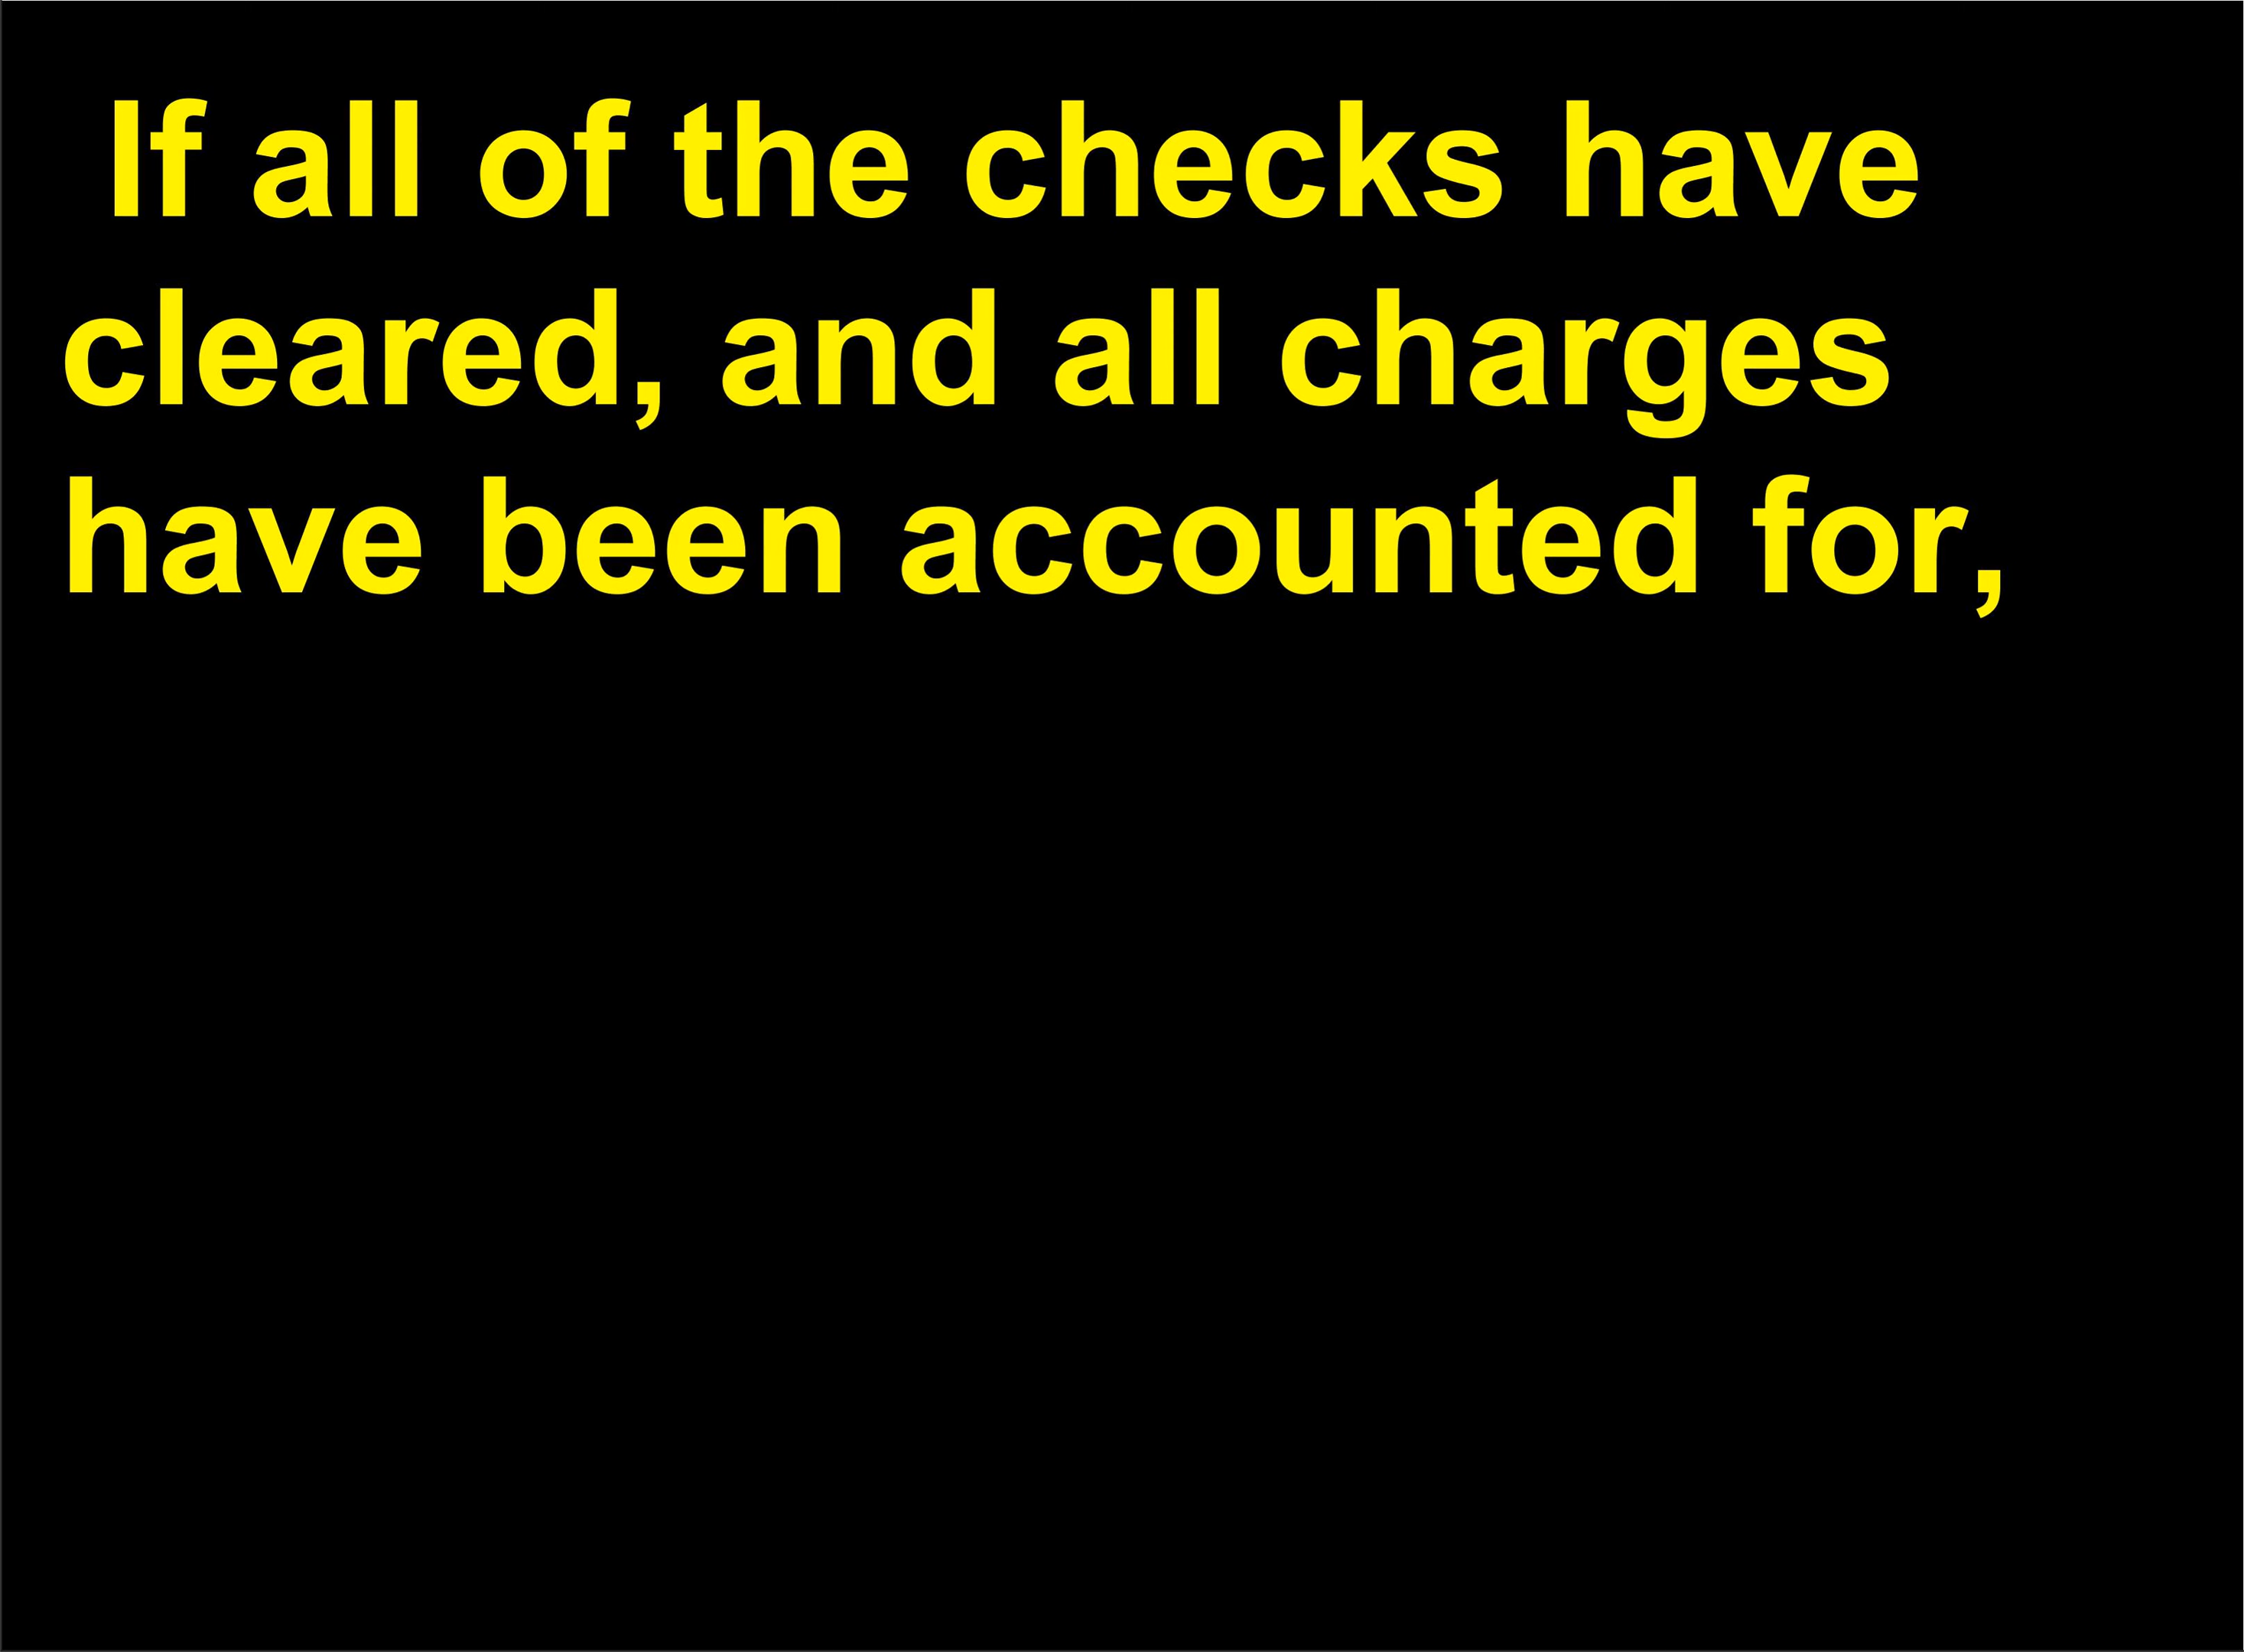 If all of the checks have
cleared, and all charges
have been accounted for,